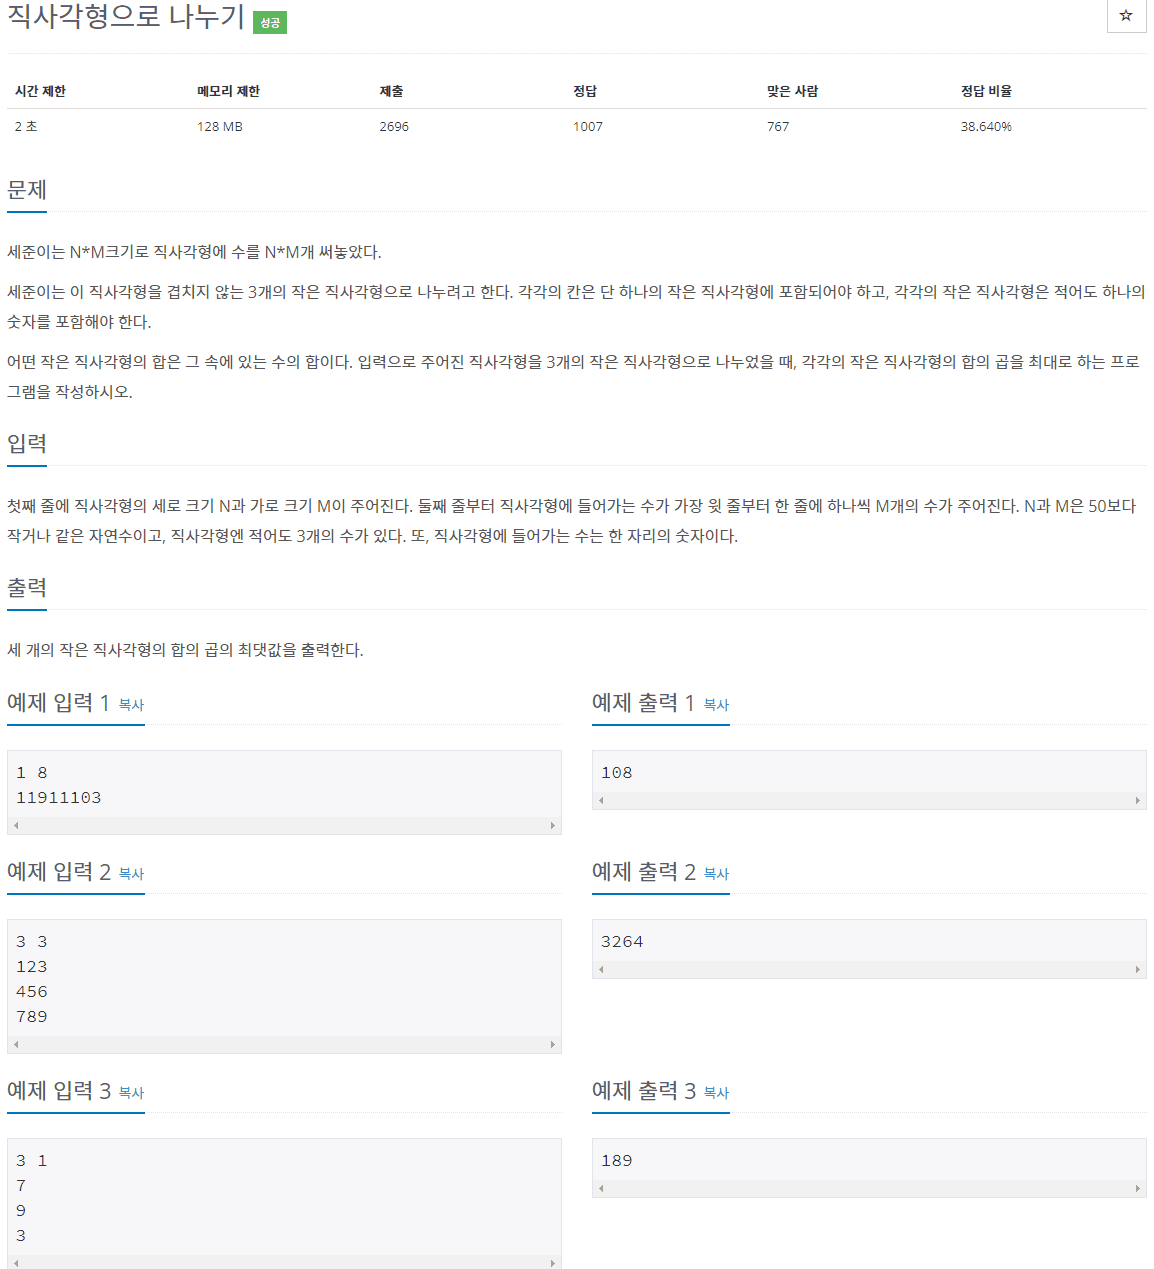 직사각형으로 나누기 성공
☆
시간 제한 메모리 제한 제출 정답 맞은 사람 정답 비율
2 초 128 MB 2696 1007 767 38.640%
문제
세준이는 N*M크기로 직사각형에 수를 N*M개 써놓았다.
세준이는 이 직사각형을 겹치지 않는 3개의 작은 직사각형으로 나누려고 한다. 각각의 칸은 단 하나의 작은 직사각형에 포함되어야 하고, 각각의 작은 직사각형은 적어도 하나의
숫자를 포함해야 한다.
어떤 작은 직사각형의 합은 그 속에 있는 수의 합이다. 입력으로 주어진 직사각형을 3개의 작은 직사각형으로 나누었을 때, 각각의 작은 직사각형의 합의 곱을 최대로 하는 프로
그램을 작성하시오.
입력
첫째 줄에 직사각형의 세로 크기 N과 가로 크기 M이 주어진다. 둘째 줄부터 직사각형에 들어가는 수가 가장 윗 줄부터 한 줄에 하나씩 M개의 수가 주어진다. N과 M은 50보다
작거나 같은 자연수이고, 직사각형엔 적어도 3개의 수가 있다. 또, 직사각형에 들어가는 수는 한 자리의 숫자이다.
출력
세 개의 작은 직사각형의 합의 곱의 최댓값을 출력한다.
예제 입력 1 복사
1 8
11911103
예제 출력 1 복사
108
예제 입력 2 복사
3 3
123
456
789
예제 출력 2 복사
3264
예제 입력 3 복사
3 1
7
9
3
예제 출력 3 복사
189